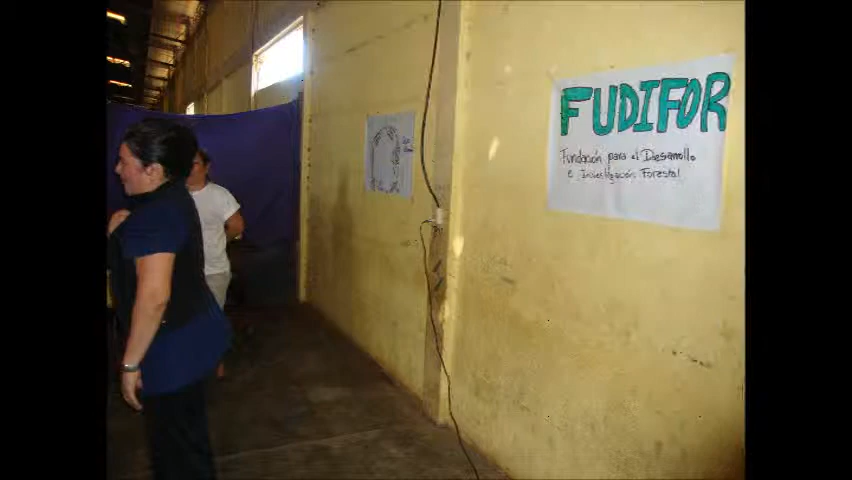 FUDIFOR
Fundación para el Desarrollo
e Investigación Forestal